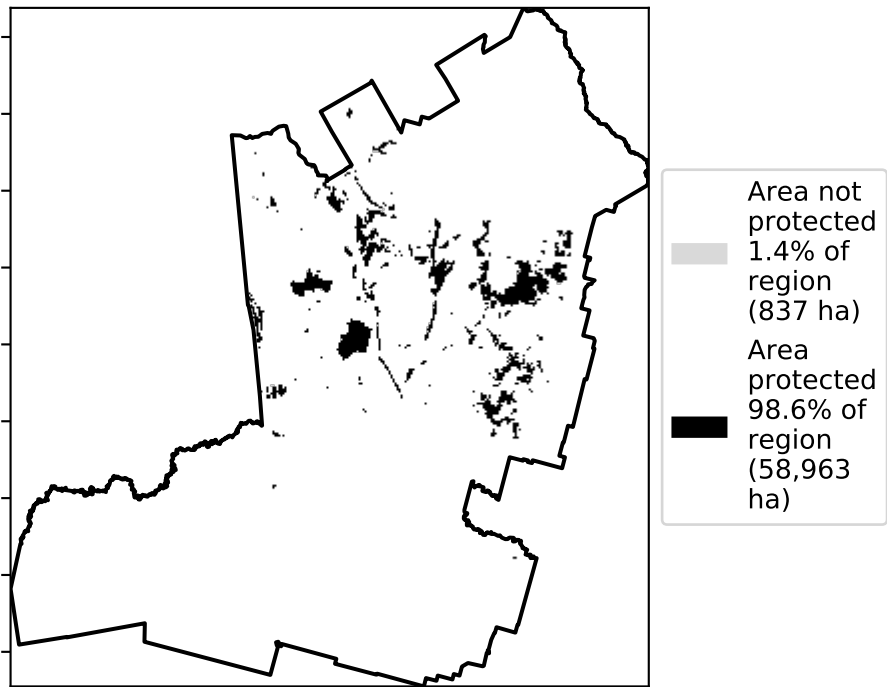 Area not
protected
1.4% of
region
(837 ha)
Area
protected
98.6% of
region
(58,963
ha)